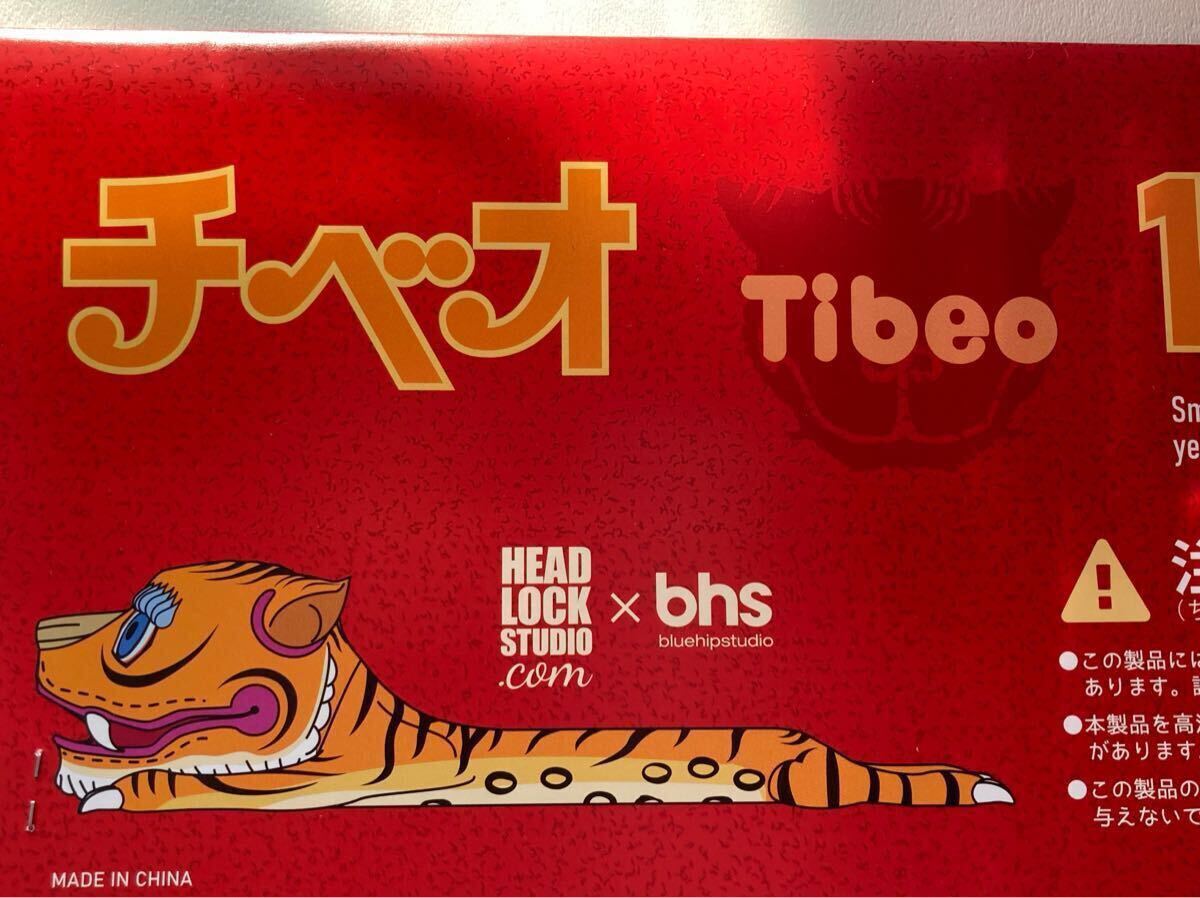 チベオ
Tibeo
HEAD
LOCK
STUDIO
.com
×
bhs
bluehipstudio
●この製品には
あります。
●本製品を高
があります
●この製品の
与えないで
MADE IN CHINA